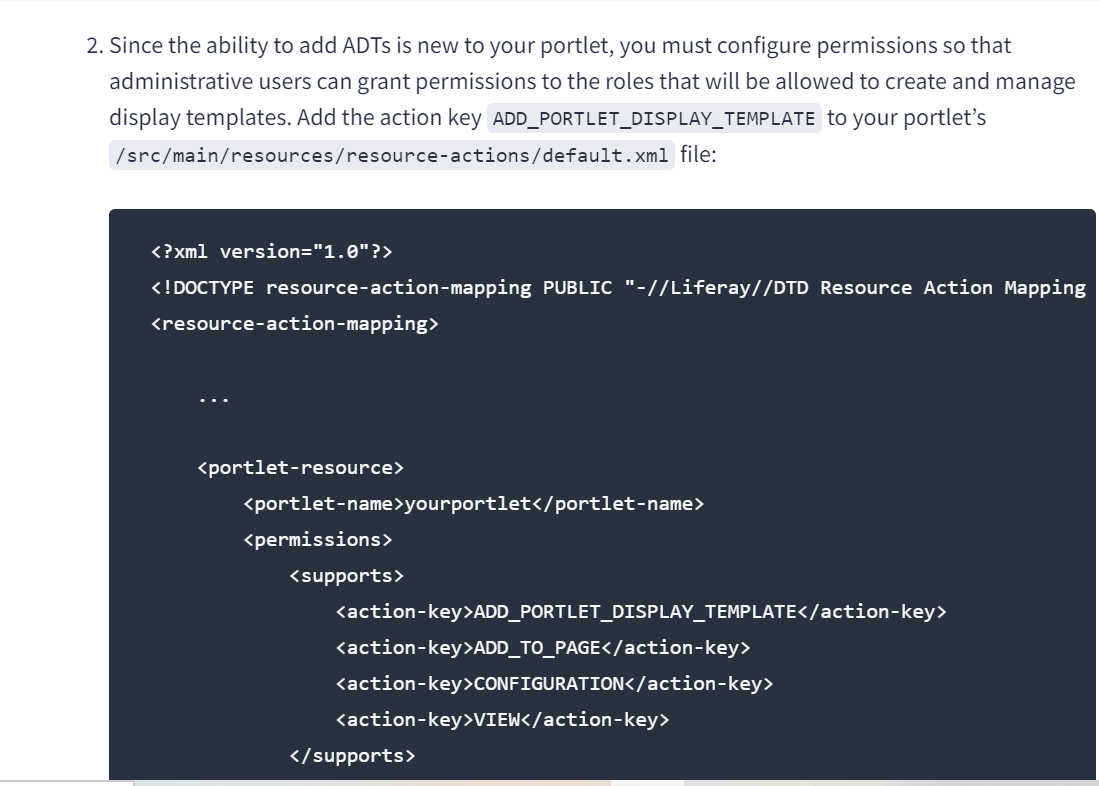 2. Since the ability to add ADTs is new to your portlet, you must configure permissions so that
administrative users can grant permissions to the roles that will be allowed to create and manage
display templates. Add the action key ADD_PORTLET_DISPLAY_TEMPLATE to your portlet’s
/src/main/resources/resource-actions/default.xml file:
<?xml version="1.0"?>
<!DOCTYPE resource-action-mapping PUBLIC "-//Liferay//DTD Resource Action Mapping
<resource-action-mapping>
...
<portlet-resource>
<portlet-name>yourportlet</portlet-name>
<permissions>
<supports>
<action-key>ADD_PORTLET_DISPLAY_TEMPLATE</action-key>
<action-key>ADD_TO_PAGE</action-key>
<action-key>CONFIGURATION</action-key>
<action-key>VIEW</action-key>
</supports>